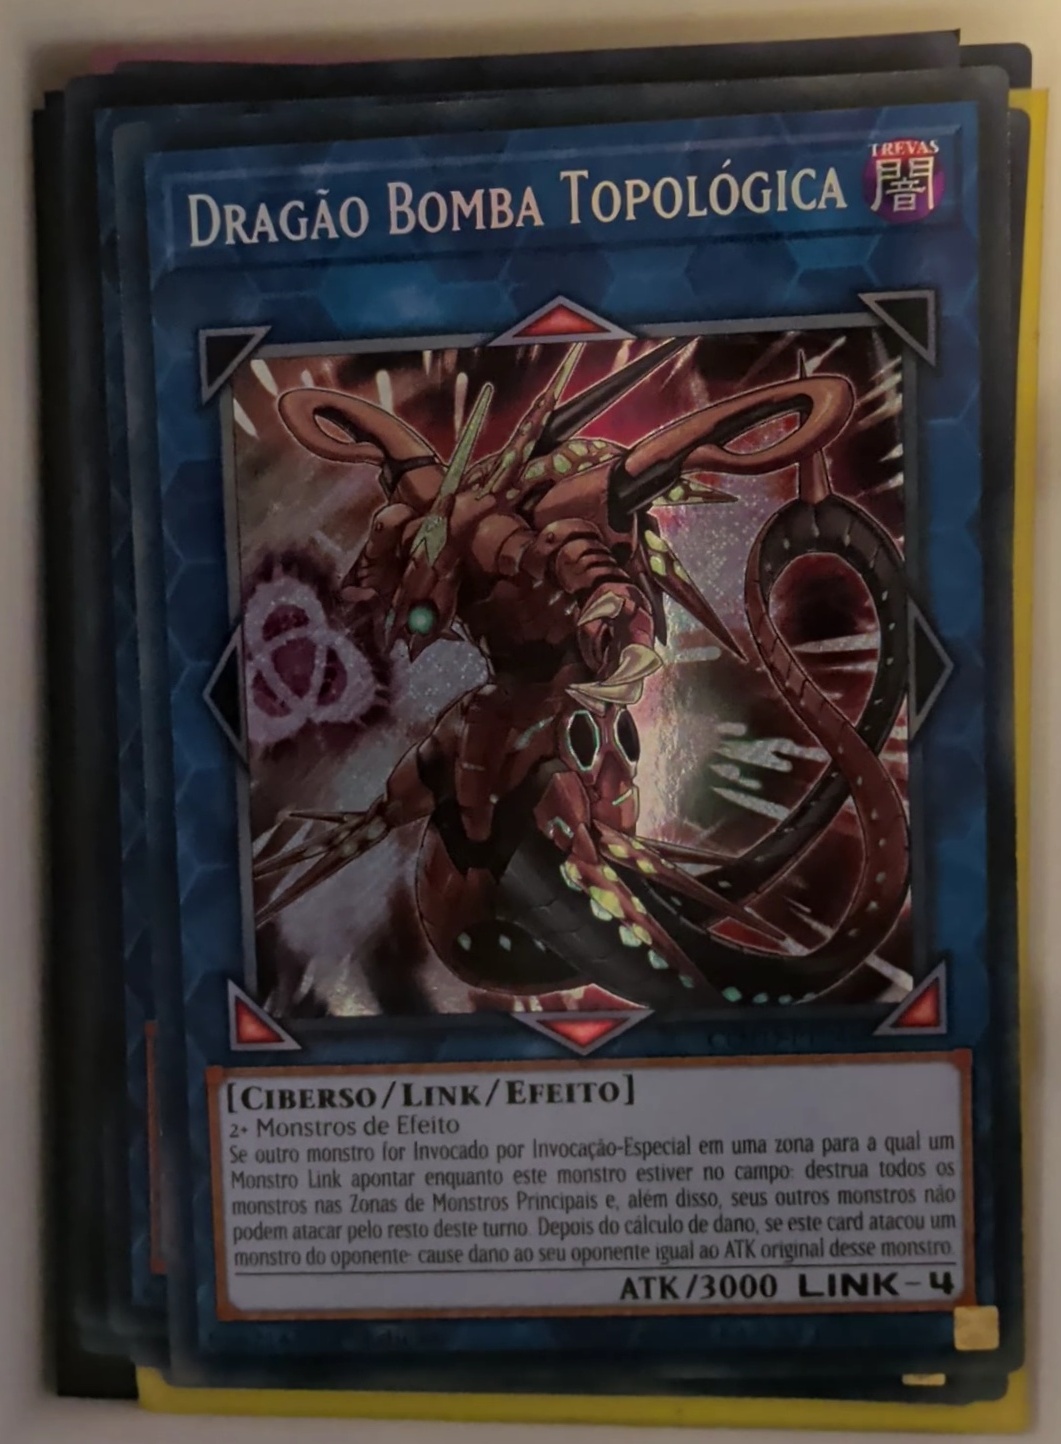 Dragão Bomba Topológica
TREVAS
闇
[Ciberso/Link/Efeito]
2+ Monstros de Efeito
Se outro monstro for Invocado por Invocação-Especial em uma zona para a qual um
Monstro Link apontar enquanto este monstro estiver no campo: destrua todos os
monstros nas Zonas de Monstros Principais e, além disso, seus outros monstros não
podem atacar pelo resto deste turno. Depois do cálculo de dano, se este card atacou um
monstro do oponente: cause dano ao seu oponente igual ao ATK original desse monstro.
ATK/3000 LINK-4